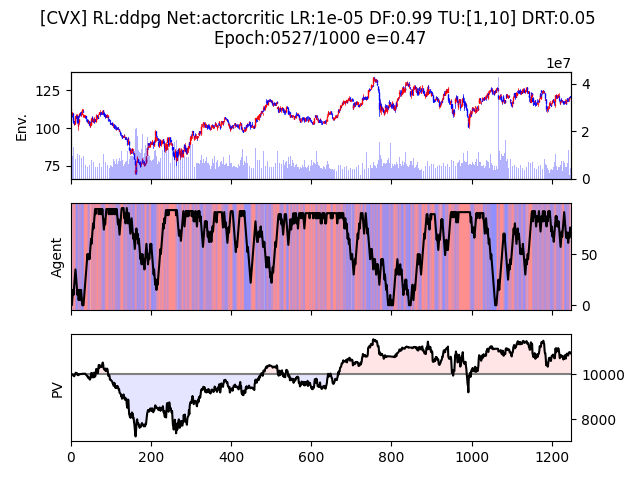 [CVX] RL:ddpg Net:actorcritic LR:1e-05 DF:0.99 TU:[1,10] DRT:0.05
Epoch:0527/1000 e=0.47
1e7
125
100
75
Env.
4
2
0
Agent
50
0
PV
10000
8000
0 200 400 600 800 1000 1200